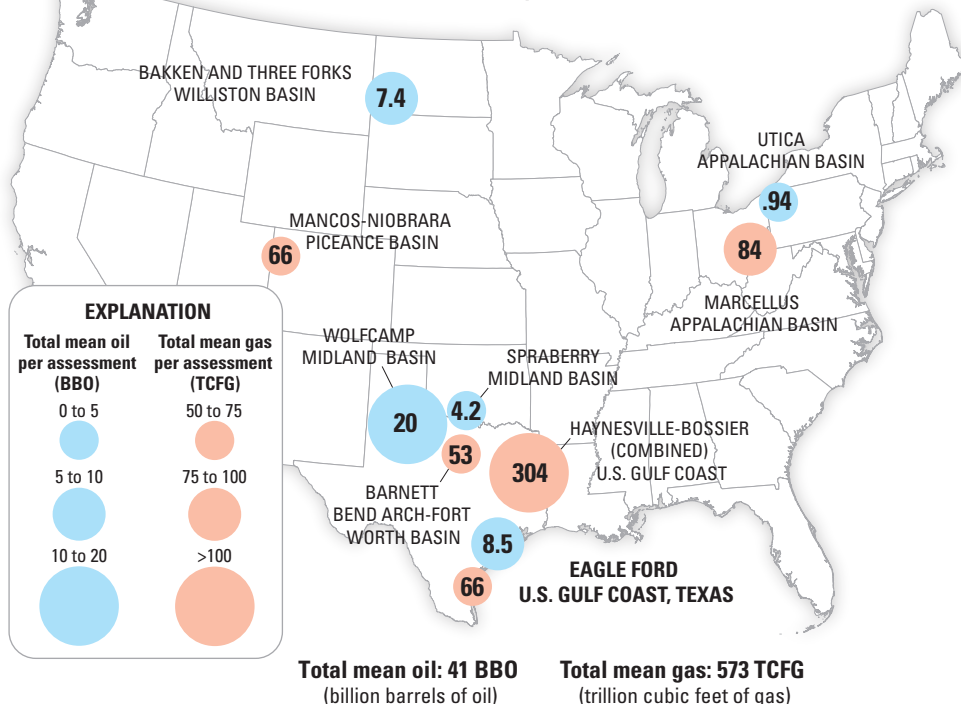 BAKKEN AND THREE FORKS
WILLISTON BASIN
7.4
UTICA
APPALACHIAN BASIN
.94
MANCOS-NIOBRARA
PICEANCE BASIN
66
84
MARCELLUS
APPALACHIAN BASIN
EXPLANATION
Total mean oil
per assessment
(BBO)
0 to 5
5 to 10
10 to 20
Total mean gas
per assessment
(TCFG)
50 to 75
75 to 100
>100
WOLFCAMP
MIDLAND BASIN
20
SPRABERRY
MIDLAND BASIN
4.2
53
BARNETT
BEND ARCH-FORT
WORTH BASIN
304
HAYNESVILLE-BOSSIER
(COMBINED)
U.S. GULF COAST
8.5
66
EAGLE FORD
U.S. GULF COAST, TEXAS
Total mean oil: 41 BBO
(billion barrels of oil)
Total mean gas: 573 TCFG
(trillion cubic feet of gas)